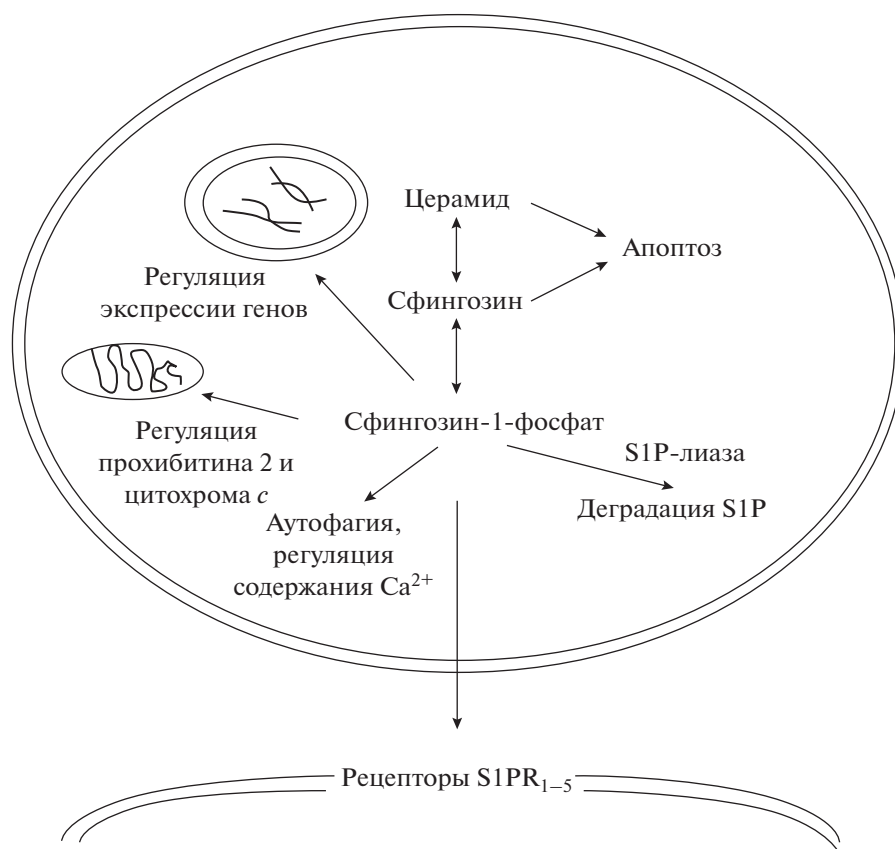 Церамид
Апоптоз
Регуляция
экспрессии генов
Сфингозин
Сфингозин-1-фосфат
Регуляция
прохибитина 2 и
цитохрома c
S1P-лиаза
Деградация S1P
Аутофагия,
регуляция
содержания Ca²⁺
Рецепторы S1PR₁₋₅